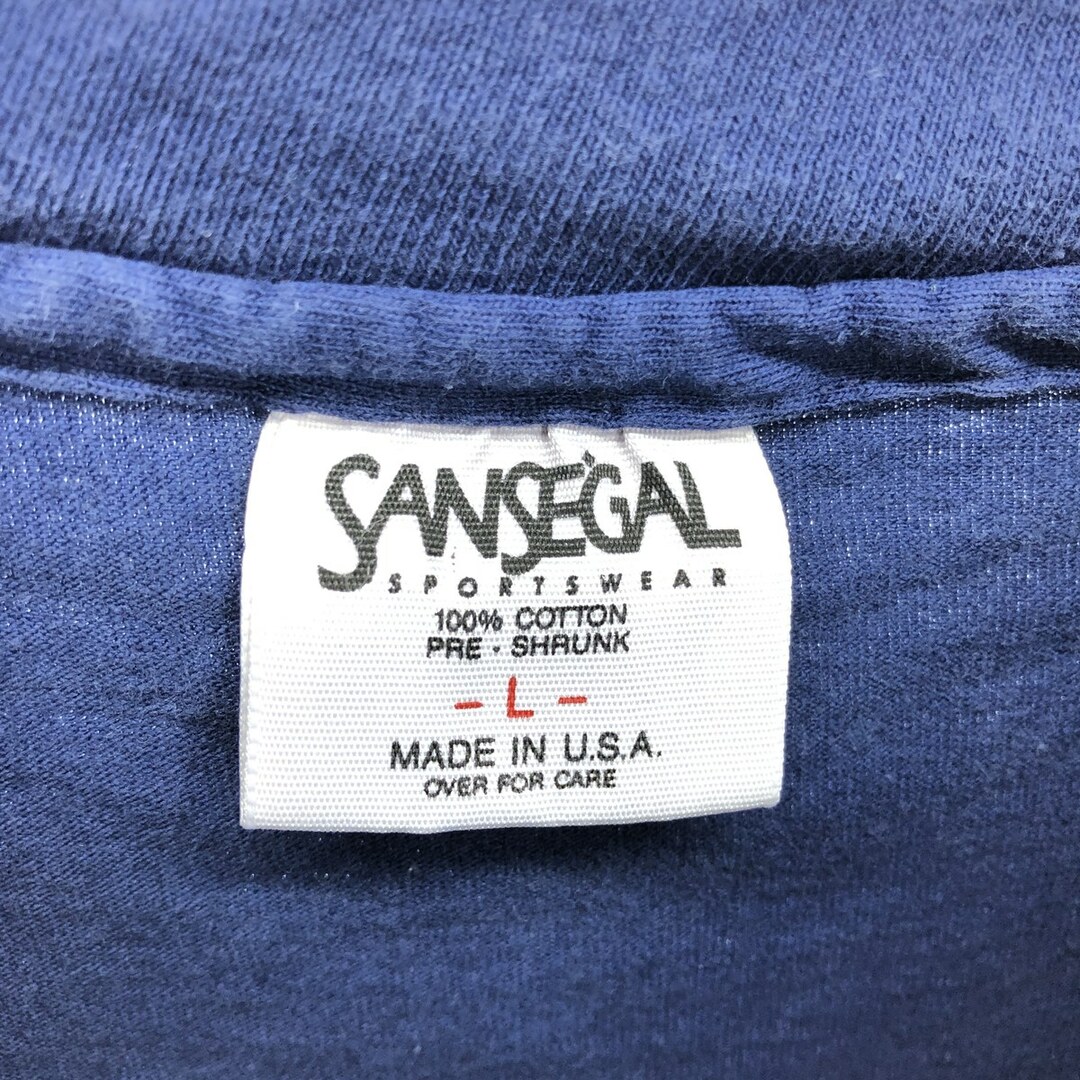 SANSEGAL
SPORTSWEAR
100% COTTON
PRE - SHRUNK
- L -
MADE IN U.S.A.
OVER FOR CARE